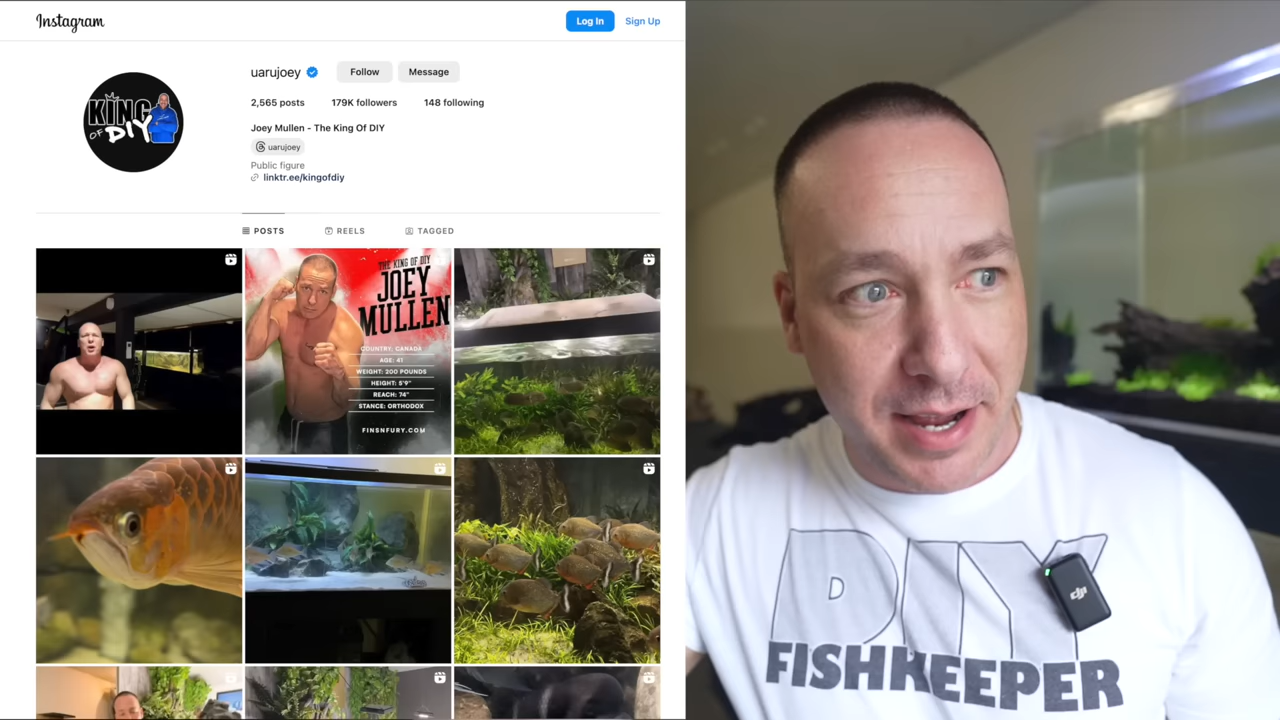 Instagram
Log In
Sign Up
KING
OF DIY
uarujoey
Follow
Message
2,565 posts
179K followers
148 following
Joey Mullen - The King Of DIY
uarujoey
Public figure
linktr.ee/kingofdiy
POSTS
REELS
TAGGED
THE KING OF DIY
JOEY
MULLEN
COUNTRY: CANADA
AGE: 41
WEIGHT: 200 POUNDS
HEIGHT: 5'9"
REACH: 74"
STANCE: ORTHODOX
FINSNFURY.COM
DIY
FISHKEEPER
dji